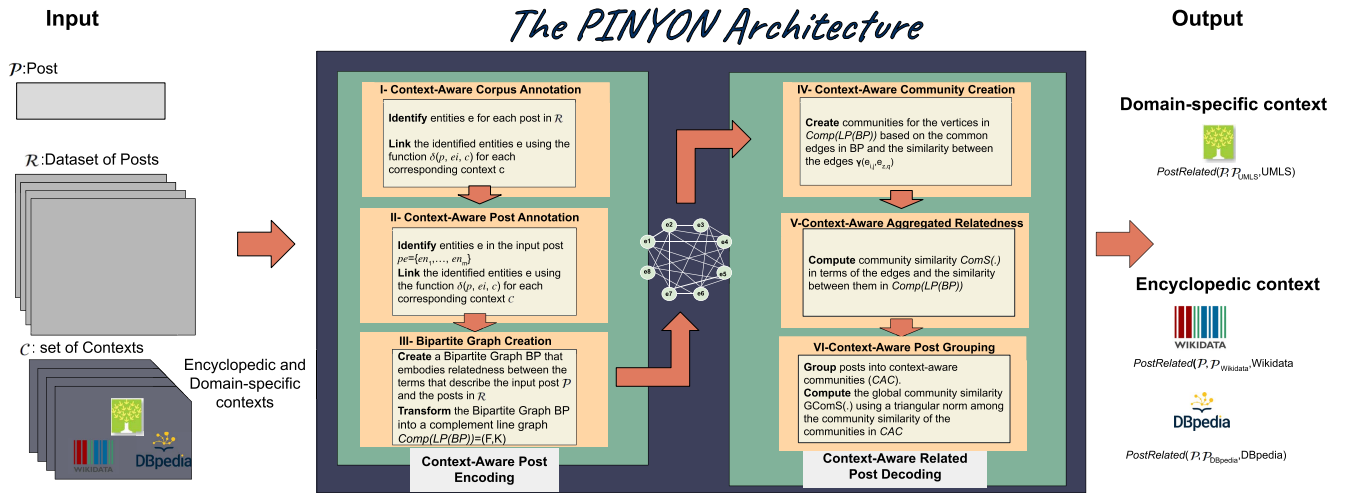 The PINYON Architecture
Input
𝒫:Post
ℛ:Dataset of Posts
𝒞: set of Contexts
Encyclopedic and
Domain-specific
contexts
WIKIDATA
DBpedia
I- Context-Aware Corpus Annotation
Identify entities e for each post in ℛ
Link the identified entities e using the
function δ(p, ei, c) for each
corresponding context c
II- Context-Aware Post Annotation
Identify entities e in the input post
pe={en1,…, enm}
Link the identified entities e using
the function δ(p, ei, c) for each
corresponding context 𝒞
III- Bipartite Graph Creation
Create a Bipartite Graph BP that
embodies relatedness between the
terms that describe the input post 𝒫
and the posts in ℛ
Transform the Bipartite Graph BP
into a complement line graph
Comp(LP(BP))=(F,K)
Context-Aware Post
Encoding
e1
e2
e3
e4
e5
e6
e7
e8
IV- Context-Aware Community Creation
Create communities for the vertices in
Comp(LP(BP)) based on the common
edges in BP and the similarity between
the edges γ(ei,j,ez,q)
V-Context-Aware Aggregated Relatedness
Compute community similarity ComS(.)
in terms of the edges and the similarity
between them in Comp(LP(BP))
VI-Context-Aware Post Grouping
Group posts into context-aware
communities (CAC).
Compute the global community similarity
GComS(.) using a triangular norm among
the community similarity of the
communities in CAC
Context-Aware Related
Post Decoding
Output
Domain-specific context
PostRelated(𝒫,𝒫UMLS,UMLS)
Encyclopedic context
WIKIDATA
PostRelated(𝒫,𝒫Wikidata,Wikidata
DBpedia
PostRelated(𝒫,𝒫DBpedia,DBpedia)